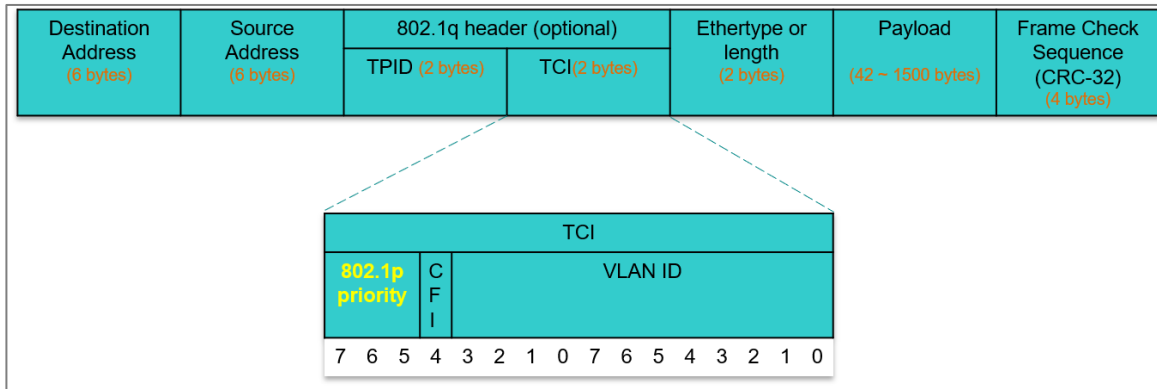 Destination
Address
(6 bytes)
Source
Address
(6 bytes)
802.1q header (optional)
TPID (2 bytes)
TCI(2 bytes)
Ethertype or
length
(2 bytes)
Payload
(42 ~ 1500 bytes)
Frame Check
Sequence
(CRC-32)
(4 bytes)
TCI
802.1p
priority
C
F
I
VLAN ID
7 6 5 4 3 2 1 0 7 6 5 4 3 2 1 0